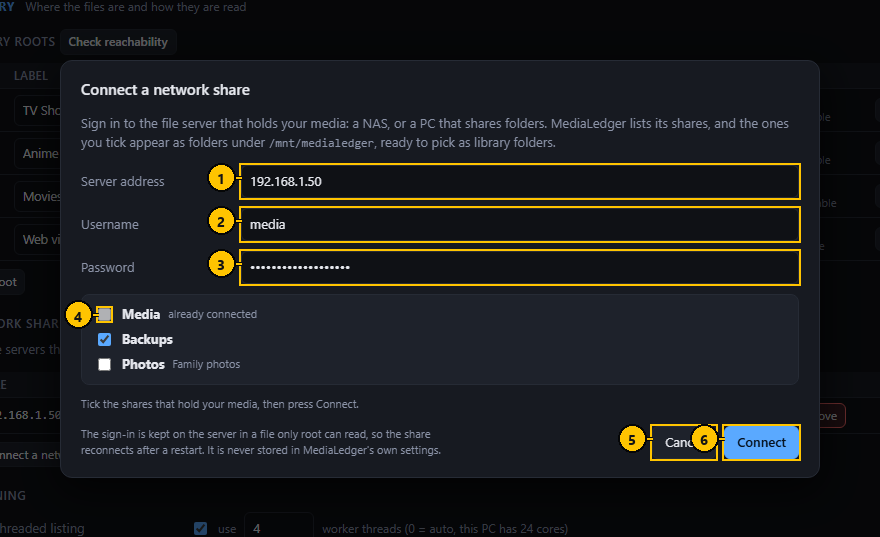 RY Where the files are and how they are read
RY ROOTS Check reachability
LABEL
TV Sho
Anime
Movies
Web vi
oot
Connect a network share
Sign in to the file server that holds your media: a NAS, or a PC that shares folders. MediaLedger lists its shares, and the ones
you tick appear as folders under /mnt/medialedger, ready to pick as library folders.
Server address 1 192.168.1.50
Username 2 media
Password 3 •••••••••••••••••••
4 Media already connected
Backups
Photos Family photos
Tick the shares that hold your media, then press Connect.
The sign-in is kept on the server in a file only root can read, so the share
reconnects after a restart. It is never stored in MediaLedger's own settings.
5 Canc 6 Connect
ORK SHAR
e servers th
E
2.168.1.50 ove
nnect a netw
NING
hreaded listing use 4 worker threads (0 = auto, this PC has 24 cores)